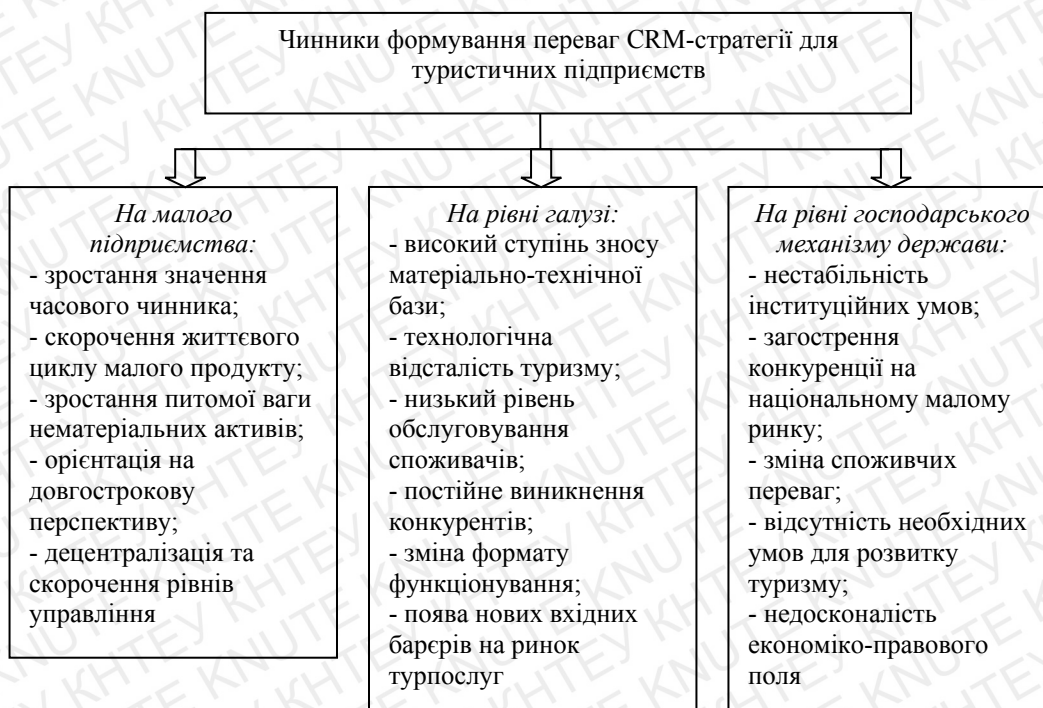 Чинники формування переваг CRM-стратегії для
туристичних підприємств
На малого
підприємства:
- зростання значення
часового чинника;
- скорочення життєвого
циклу малого продукту;
- зростання питомої ваги
нематеріальних активів;
- орієнтація на
довгострокову
перспективу;
- децентралізація та
скорочення рівнів
управління
На рівні галузі:
- високий ступінь зносу
матеріально-технічної
бази;
- технологічна
відсталість туризму;
- низький рівень
обслуговування
споживачів;
- постійне виникнення
конкурентів;
- зміна формату
функціонування;
- поява нових вхідних
барєрів на ринок
турпослуг
На рівні господарського
механізму держави:
- нестабільність
інституційних умов;
- загострення
конкуренції на
національному малому
ринку;
- зміна споживчих
переваг;
- відсутність необхідних
умов для розвитку
туризму;
- недосконалість
економіко-правового
поля